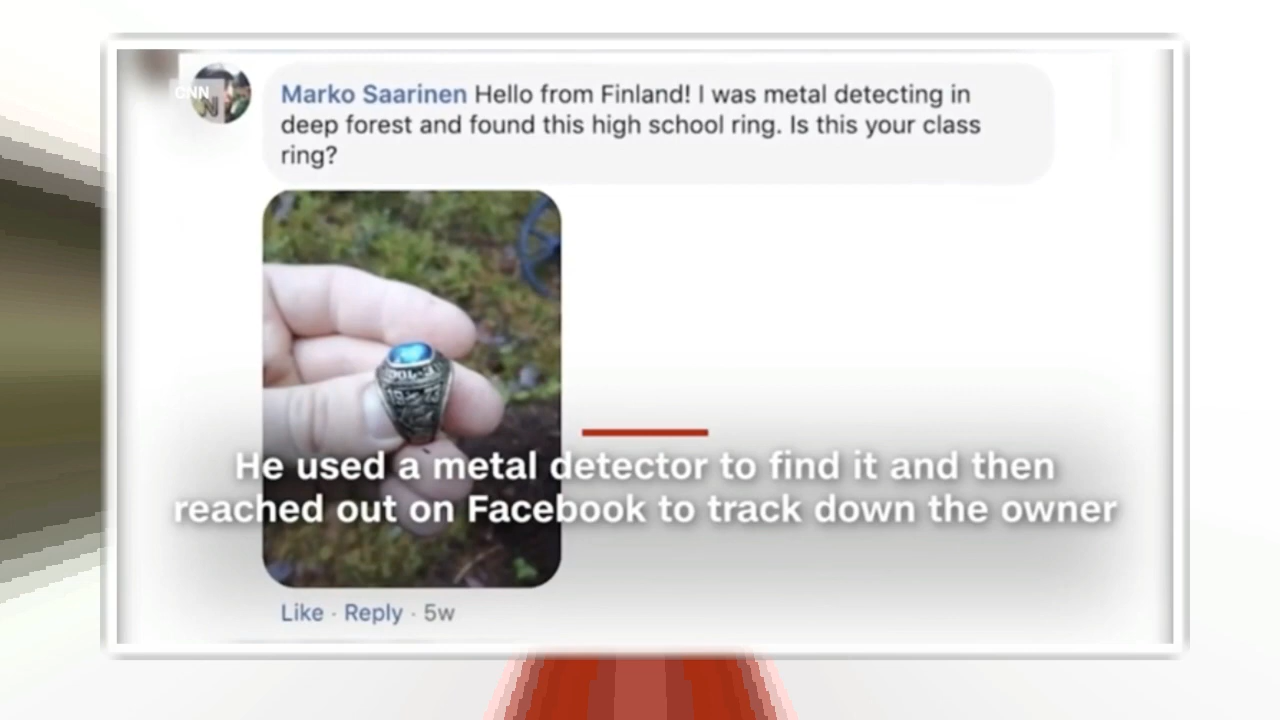 CNN
Marko Saarinen Hello from Finland! I was metal detecting in
deep forest and found this high school ring. Is this your class
ring?
He used a metal detector to find it and then
reached out on Facebook to track down the owner
Like · Reply · 5w